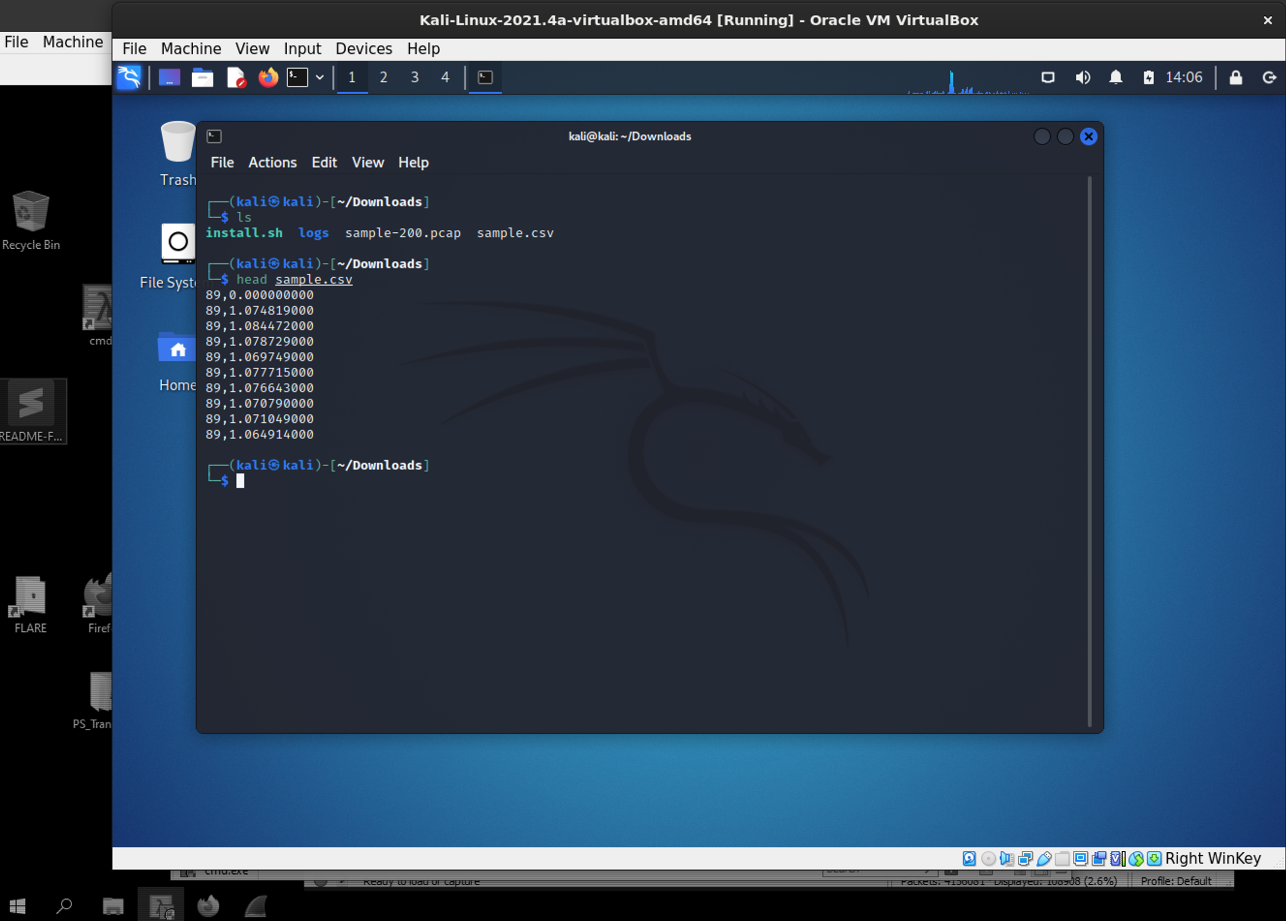 Kali-Linux-2021.4a-virtualbox-amd64 [Running] - Oracle VM VirtualBox
File Machine
File Machine View Input Devices Help
1 2 3 4
14:06
Trash
File Syst
Home
Recycle Bin
cmd
README-F...
FLARE
Firef
PS_Tran
kali@kali: ~/Downloads
File Actions Edit View Help
┌──(kali㉿kali)-[~/Downloads]
└─$ ls
install.sh logs sample-200.pcap sample.csv
┌──(kali㉿kali)-[~/Downloads]
└─$ head sample.csv
89,0.000000000
89,1.074819000
89,1.084472000
89,1.078729000
89,1.069749000
89,1.077715000
89,1.076643000
89,1.070790000
89,1.071049000
89,1.064914000
┌──(kali㉿kali)-[~/Downloads]
└─$
Right WinKey
cmd.exe
Ready to load or capture
Packets: 4156081 Displayed: 108908 (2.6%)
Profile: Default